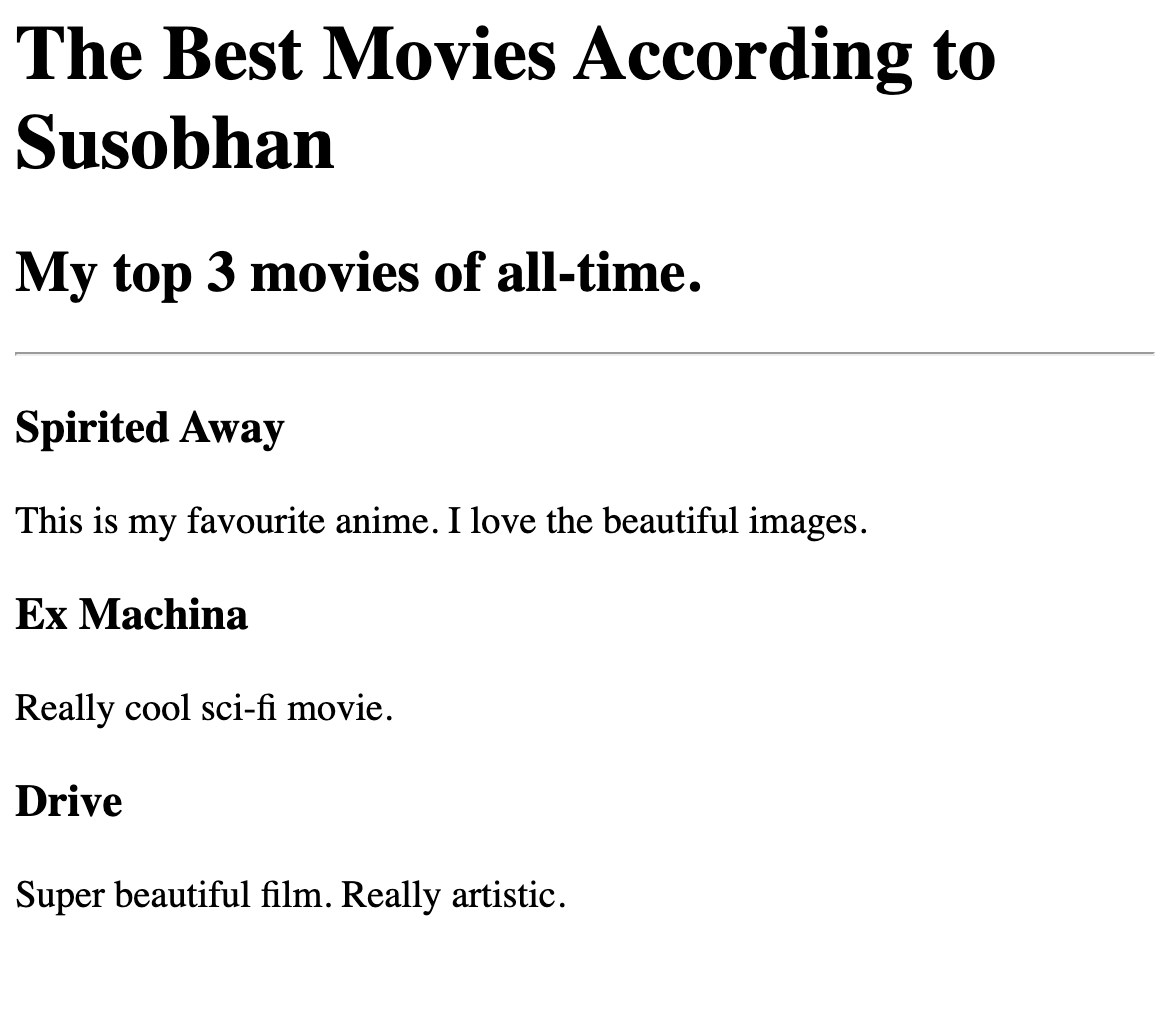 The Best Movies According to
Susobhan
My top 3 movies of all-time.
Spirited Away
This is my favourite anime. I love the beautiful images.
Ex Machina
Really cool sci-fi movie.
Drive
Super beautiful film. Really artistic.